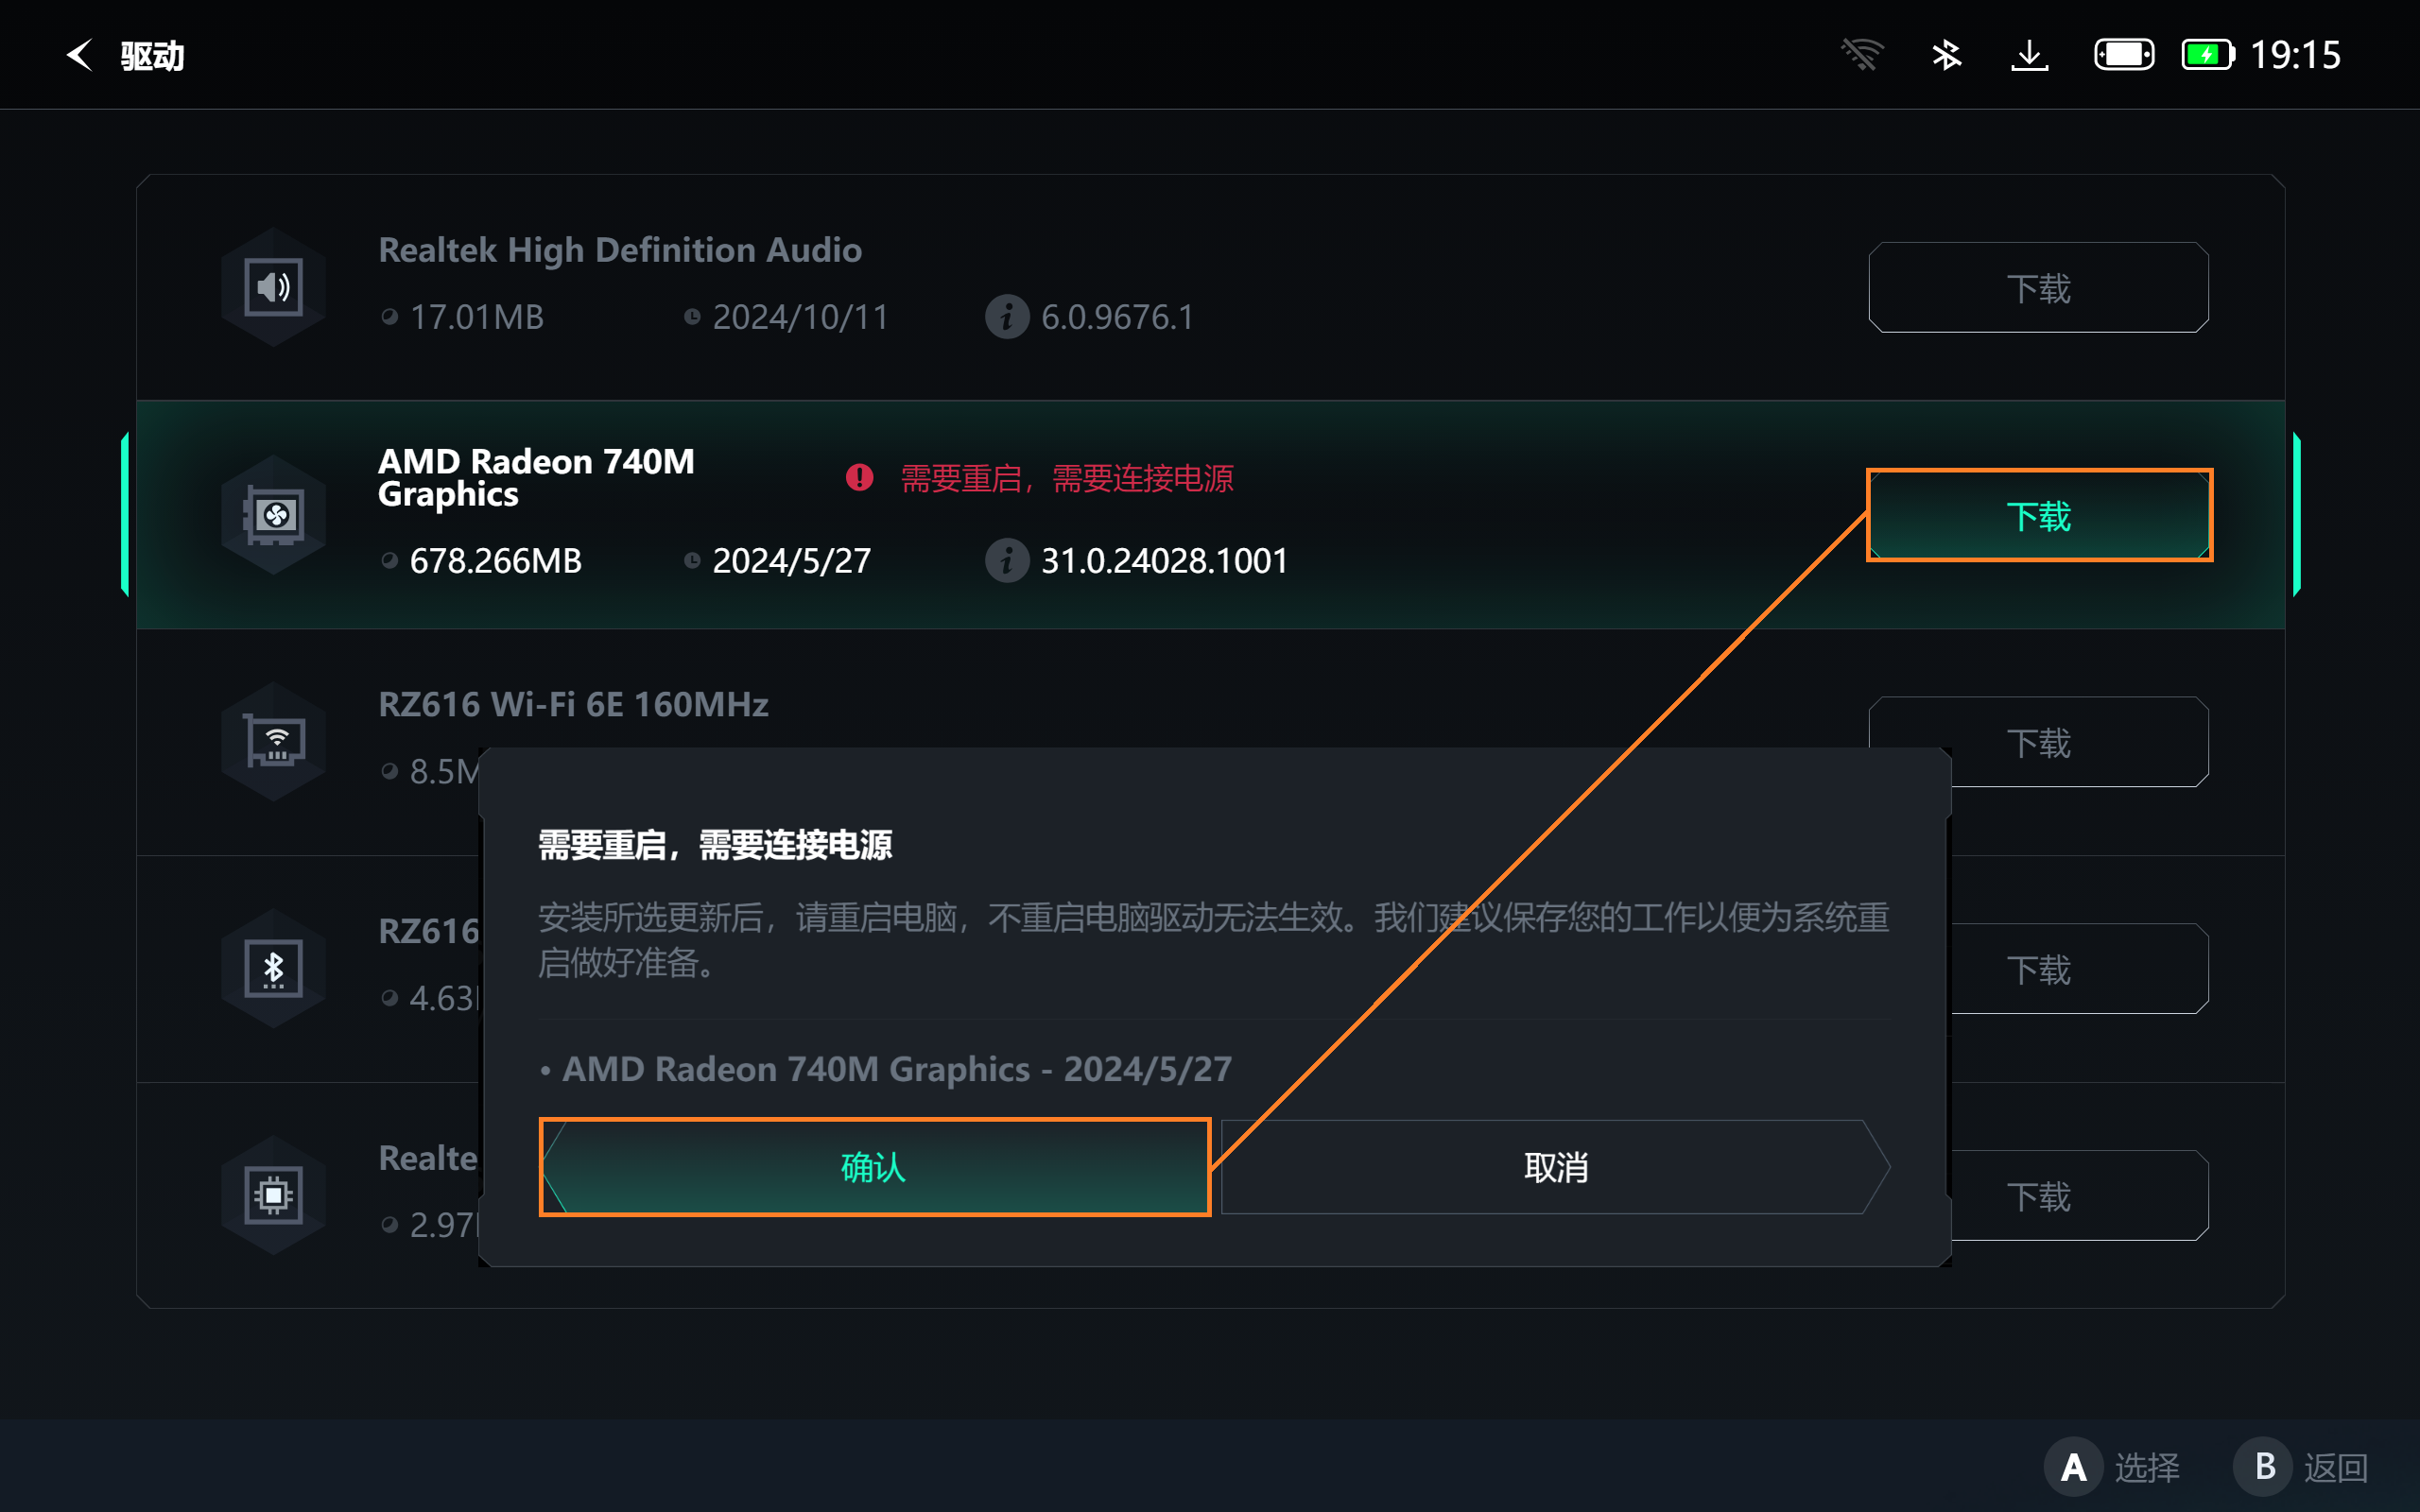 驱动
19:15
Realtek High Definition Audio
17.01MB 2024/10/11 6.0.9676.1
下载
AMD Radeon 740M
Graphics
需要重启，需要连接电源
678.266MB 2024/5/27 31.0.24028.1001
下载
RZ616 Wi-Fi 6E 160MHz
8.5M
下载
需要重启，需要连接电源
安装所选更新后，请重启电脑，不重启电脑驱动无法生效。我们建议保存您的工作以便为系统重
启做好准备。
• AMD Radeon 740M Graphics - 2024/5/27
确认
取消
RZ616
4.63
下载
Realte
2.97
下载
A 选择
B 返回